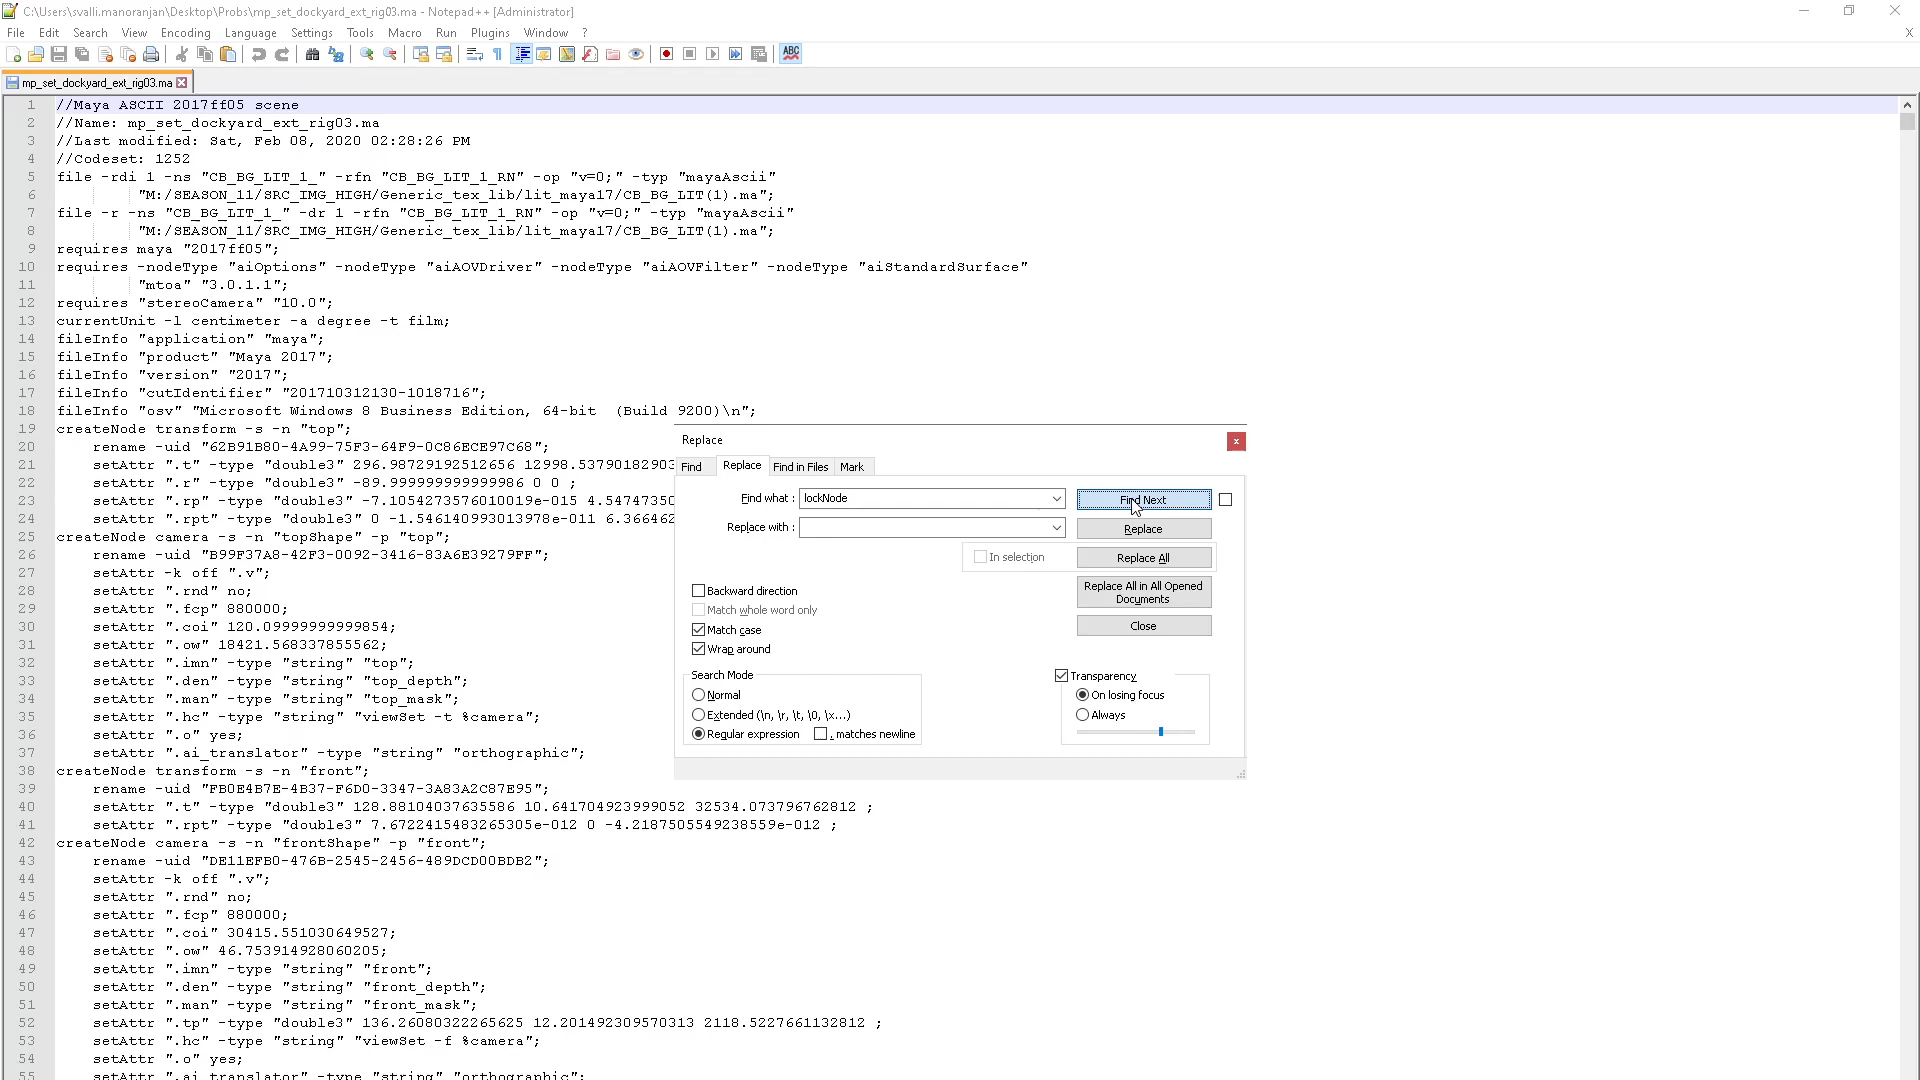 C:\Users\svalli.manoranjan\Desktop\Probs\mp_set_dockyard_ext_rig03.ma - Notepad++ [Administrator]
File Edit Search View Encoding Language Settings Tools Macro Run Plugins Window ? X
ABC
mp_set_dockyard_ext_rig03.ma
1 //Maya ASCII 2017ff05 scene
2 //Name: mp_set_dockyard_ext_rig03.ma
3 //Last modified: Sat, Feb 08, 2020 02:28:26 PM
4 //Codeset: 1252
5 file -rdi 1 -ns "CB_BG_LIT_1_" -rfn "CB_BG_LIT_1_RN" -op "v=0;" -typ "mayaAscii"
6 "M:/SEASON_11/SRC_IMG_HIGH/Generic_tex_lib/lit_maya17/CB_BG_LIT(1).ma";
7 file -r -ns "CB_BG_LIT_1_" -dr 1 -rfn "CB_BG_LIT_1_RN" -op "v=0;" -typ "mayaAscii"
8 "M:/SEASON_11/SRC_IMG_HIGH/Generic_tex_lib/lit_maya17/CB_BG_LIT(1).ma";
9 requires maya "2017ff05";
10 requires -nodeType "aiOptions" -nodeType "aiAOVDriver" -nodeType "aiAOVFilter" -nodeType "aiStandardSurface"
11 "mtoa" "3.0.1.1";
12 requires "stereoCamera" "10.0";
13 currentUnit -l centimeter -a degree -t film;
14 fileInfo "application" "maya";
15 fileInfo "product" "Maya 2017";
16 fileInfo "version" "2017";
17 fileInfo "cutIdentifier" "201710312130-1018716";
18 fileInfo "osv" "Microsoft Windows 8 Business Edition, 64-bit  (Build 9200)\n";
19 createNode transform -s -n "top";
20 rename -uid "62B91B80-4A99-75F3-64F9-0C86ECE97C68";
21 setAttr ".t" -type "double3" 296.98729192512656 12998.53790182903
22 setAttr ".r" -type "double3" -89.999999999999986 0 0 ;
23 setAttr ".rp" -type "double3" -7.1054273576010019e-015 4.54747350
24 setAttr ".rpt" -type "double3" 0 -1.546140993013978e-011 6.366462
25 createNode camera -s -n "topShape" -p "top";
26 rename -uid "B99F37A8-42F3-0092-3416-83A6E39279FF";
27 setAttr -k off ".v";
28 setAttr ".rnd" no;
29 setAttr ".fcp" 880000;
30 setAttr ".coi" 120.09999999999854;
31 setAttr ".ow" 18421.568337855562;
32 setAttr ".imn" -type "string" "top";
33 setAttr ".den" -type "string" "top_depth";
34 setAttr ".man" -type "string" "top_mask";
35 setAttr ".hc" -type "string" "viewSet -t %camera";
36 setAttr ".o" yes;
37 setAttr ".ai_translator" -type "string" "orthographic";
38 createNode transform -s -n "front";
39 rename -uid "FB0E4B7E-4B37-F6D0-3347-3A83A2C87E95";
40 setAttr ".t" -type "double3" 128.88104037635586 10.641704923999052 32534.073796762812 ;
41 setAttr ".rpt" -type "double3" 7.6722415483265305e-012 0 -4.2187505549238559e-012 ;
42 createNode camera -s -n "frontShape" -p "front";
43 rename -uid "DE11EFB0-476B-2545-2456-489DCD00BDB2";
44 setAttr -k off ".v";
45 setAttr ".rnd" no;
46 setAttr ".fcp" 880000;
47 setAttr ".coi" 30415.551030649527;
48 setAttr ".ow" 46.753914928060205;
49 setAttr ".imn" -type "string" "front";
50 setAttr ".den" -type "string" "front_depth";
51 setAttr ".man" -type "string" "front_mask";
52 setAttr ".tp" -type "double3" 136.26080322265625 12.201492309570313 2118.5227661132812 ;
53 setAttr ".hc" -type "string" "viewSet -f %camera";
54 setAttr ".o" yes;
55 setAttr ".ai_translator" -type "string" "orthographic";
Replace x
Find Replace Find in Files Mark
Find what : lockNode Find Next
Replace with : Replace
In selection Replace All
Replace All in All Opened
Documents
Close
Backward direction
Match whole word only
Match case
Wrap around
Search Mode
Normal
Extended (\n, \r, \t, \0, \x...)
Regular expression . matches newline
Transparency
On losing focus
Always